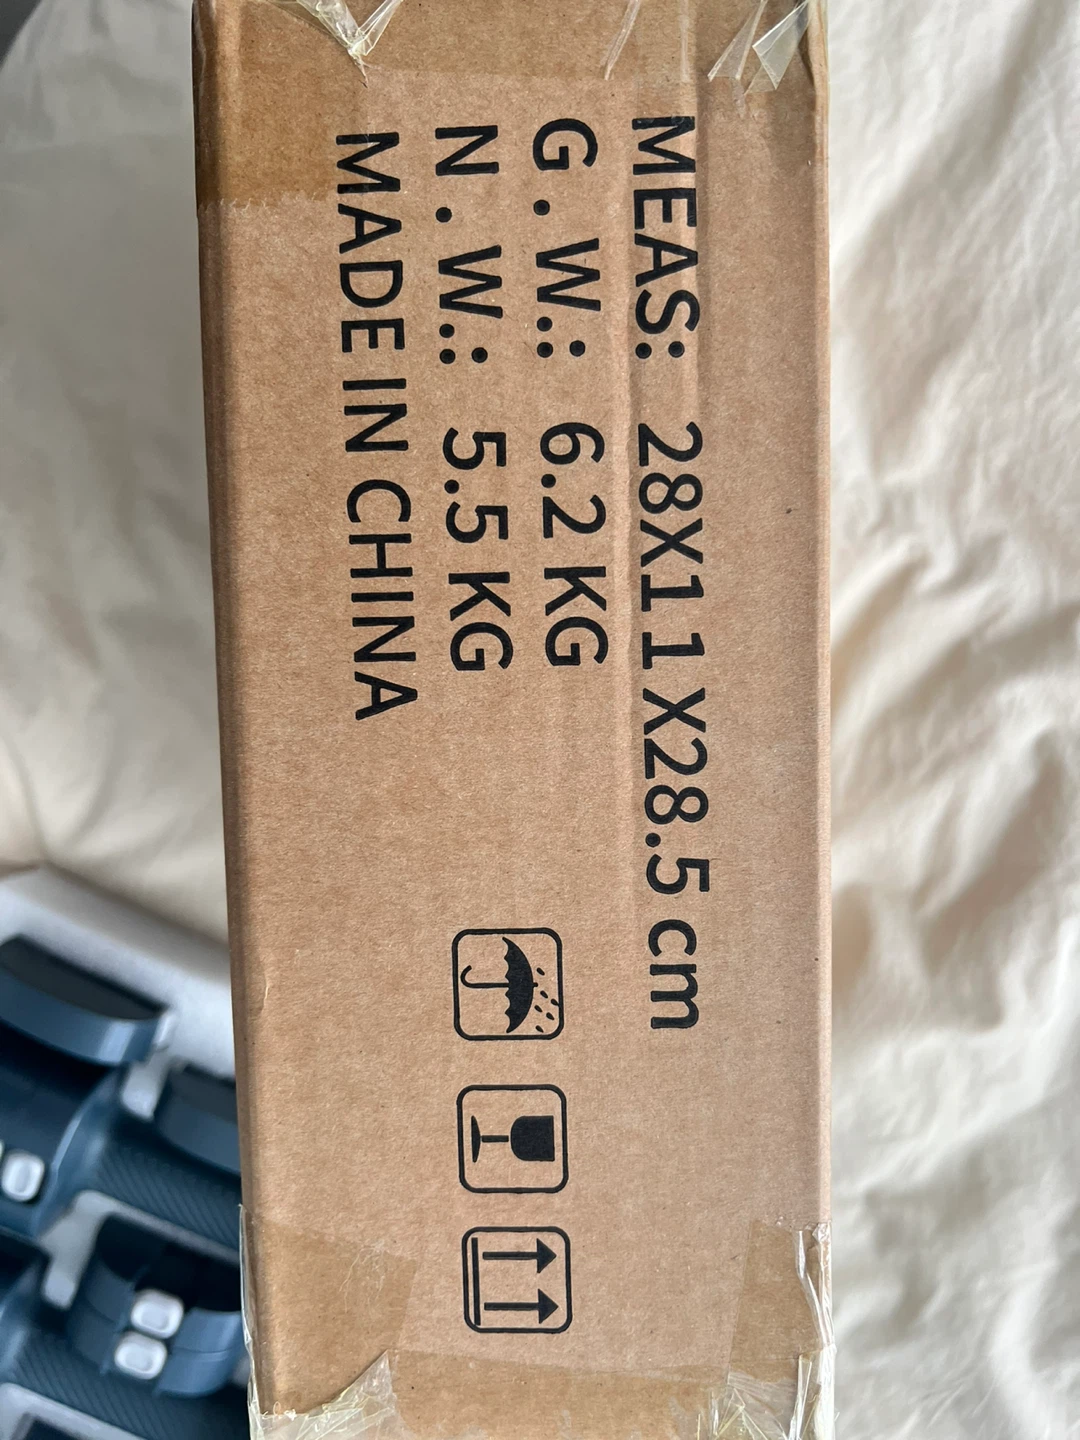 MEAS: 28X11X28.5 cm
G.W.: 6.2 KG
N.W.: 5.5 KG
MADE IN CHINA